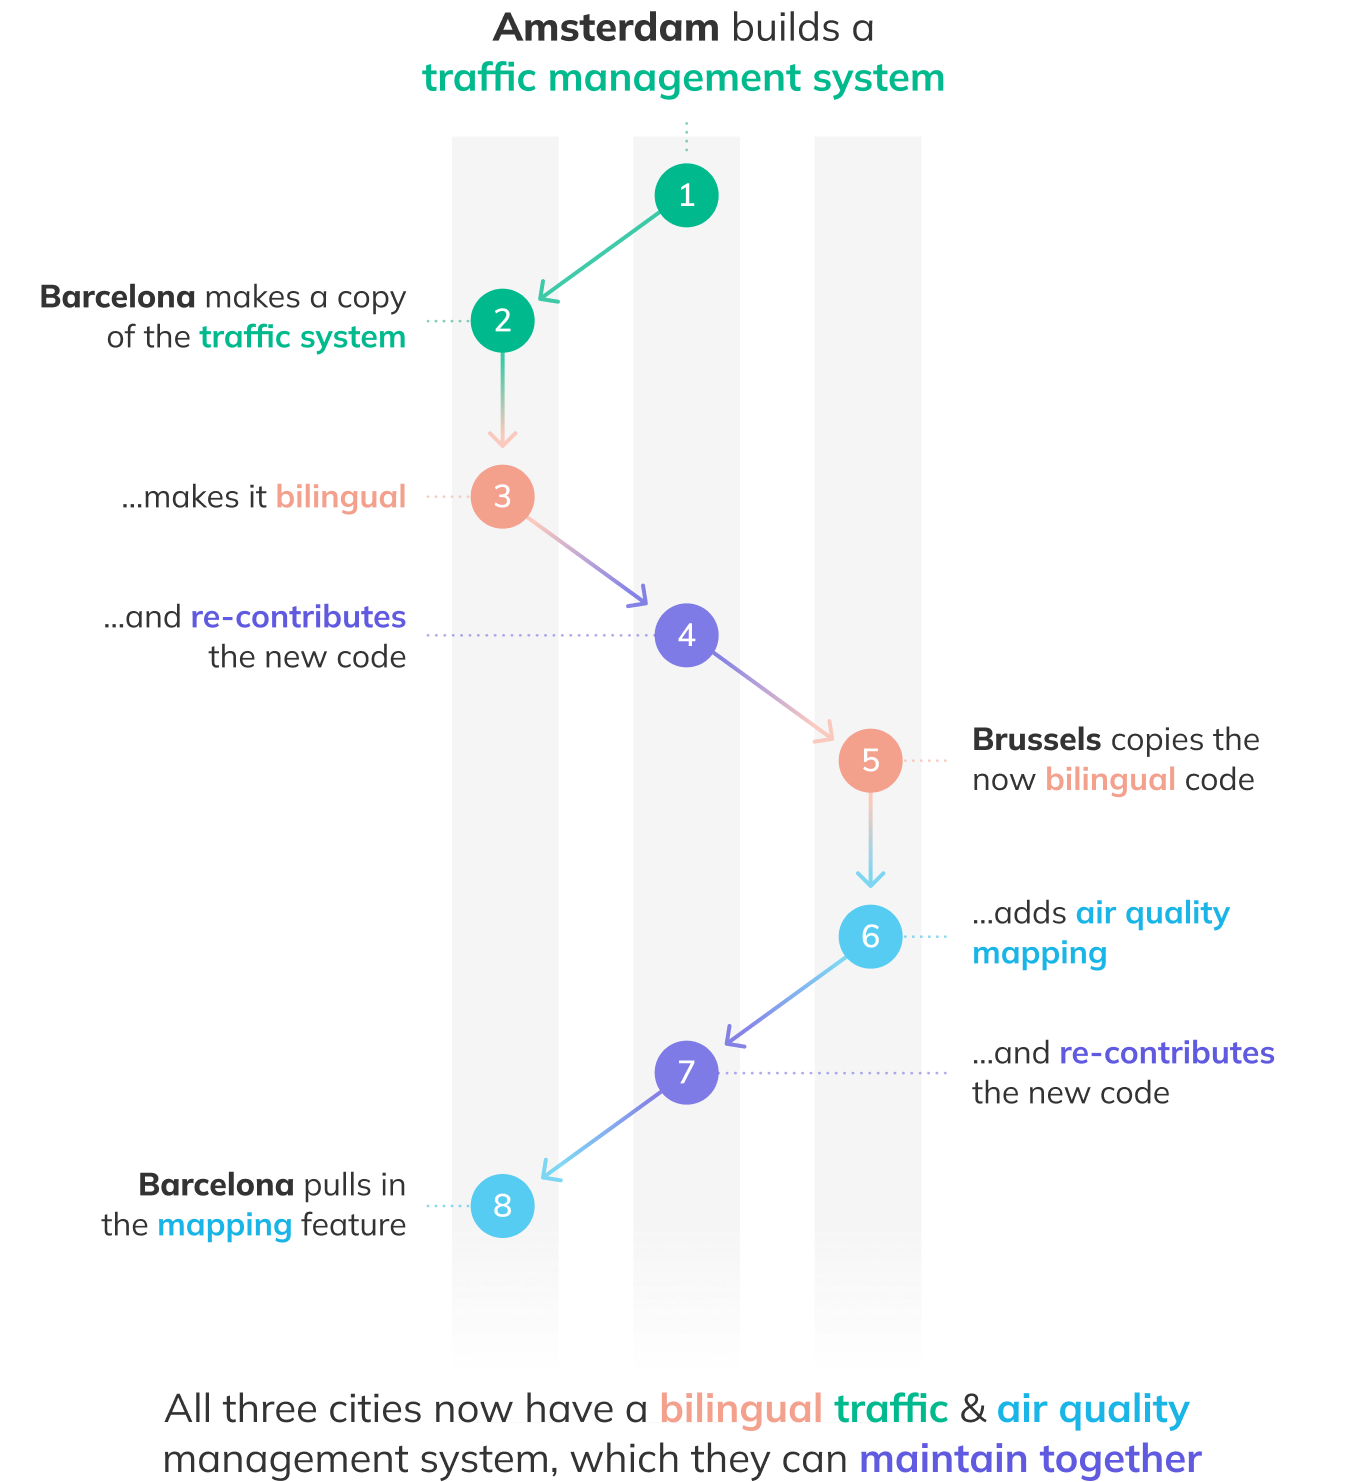 Amsterdam builds a
traffic management system
1
Barcelona makes a copy
of the traffic system
2
...makes it bilingual
3
...and re-contributes
the new code
4
Brussels copies the
now bilingual code
5
...adds air quality
mapping
6
...and re-contributes
the new code
7
Barcelona pulls in
the mapping feature
8
All three cities now have a bilingual traffic & air quality
management system, which they can maintain together